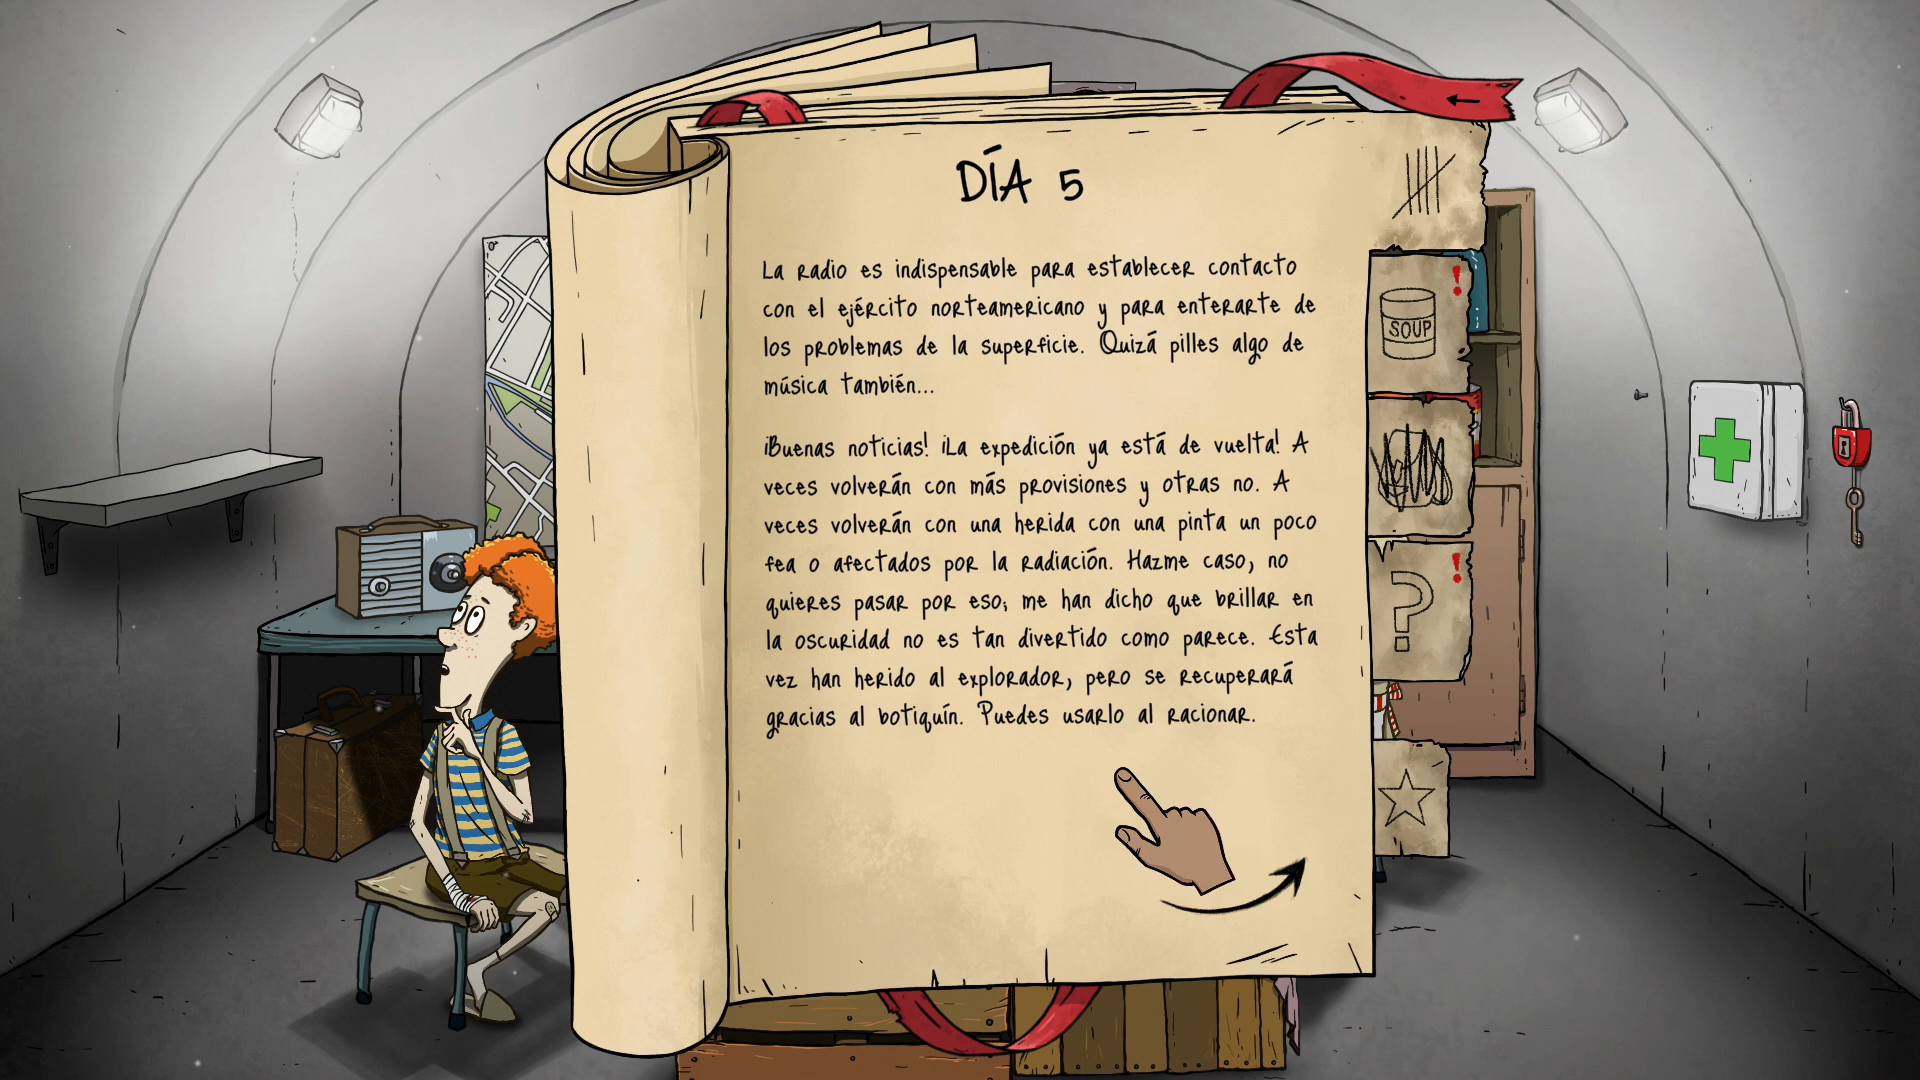 DÍA 5
La radio es indispensable para establecer contacto
con el ejército norteamericano y para enterarte de
los problemas de la superficie. Quizá pilles algo de
música también...
¡Buenas noticias! ¡La expedición ya está de vuelta! A
veces volverán con más provisiones y otras no. A
veces volverán con una herida con una pinta un poco
fea o afectados por la radiación. Hazme caso, no
quieres pasar por eso; me han dicho que brillar en
la oscuridad no es tan divertido como parece. Esta
vez han herido al explorador, pero se recuperará
gracias al botiquín. Puedes usarlo al racionar.
!
SOUP
!
?